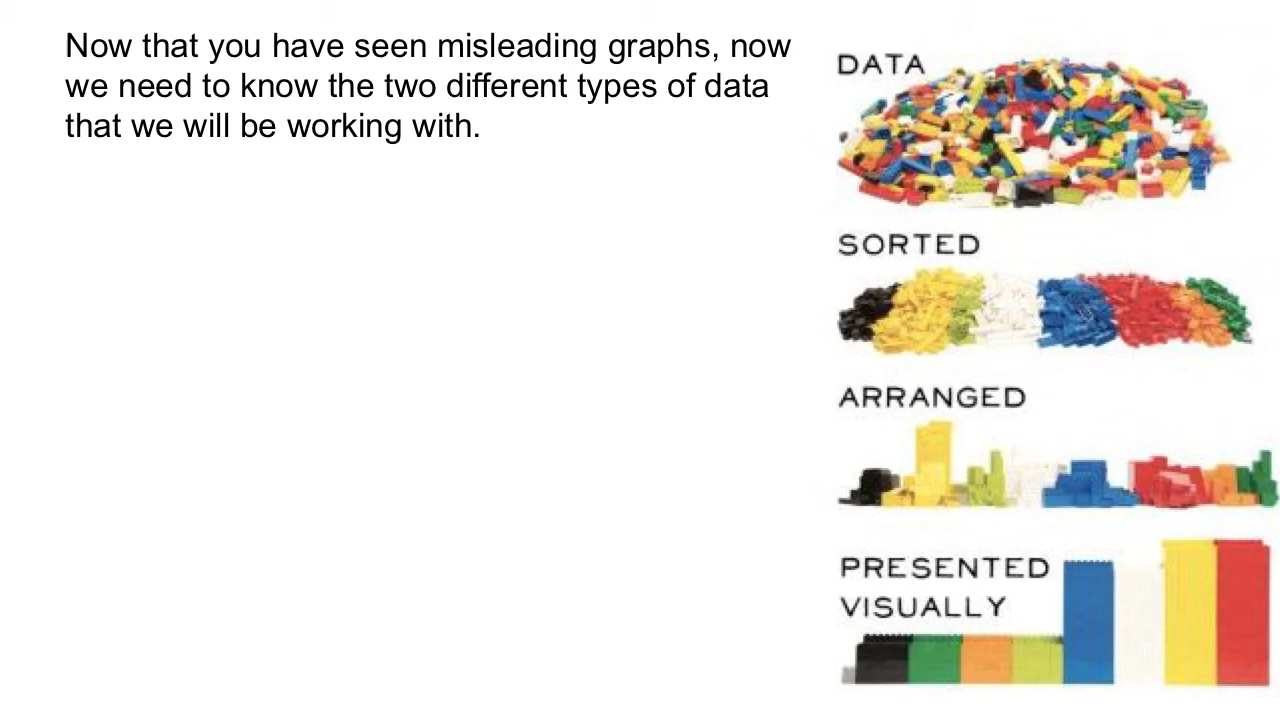 Now that you have seen misleading graphs, now
we need to know the two different types of data
that we will be working with.
DATA
SORTED
ARRANGED
PRESENTED
VISUALLY